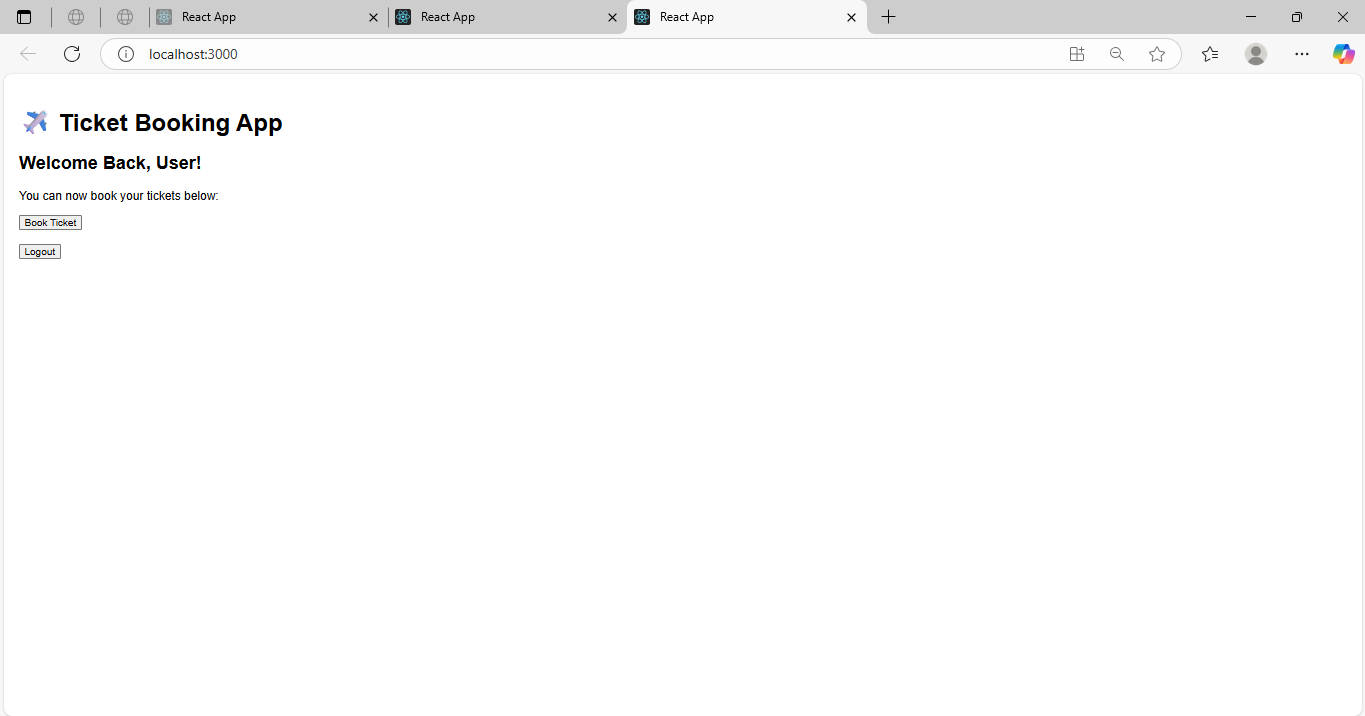 React App
React App
React App
localhost:3000
Ticket Booking App
Welcome Back, User!
You can now book your tickets below:
Book Ticket
Logout